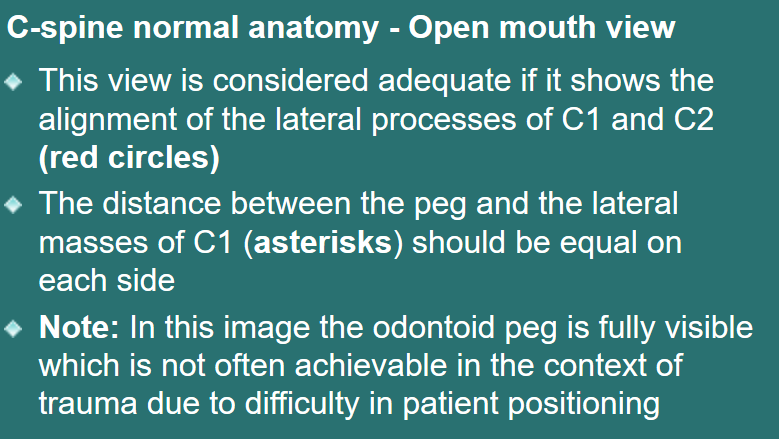 C-spine normal anatomy - Open mouth view
This view is considered adequate if it shows the
alignment of the lateral processes of C1 and C2
(red circles)
The distance between the peg and the lateral
masses of C1 (asterisks) should be equal on
each side
Note: In this image the odontoid peg is fully visible
which is not often achievable in the context of
trauma due to difficulty in patient positioning